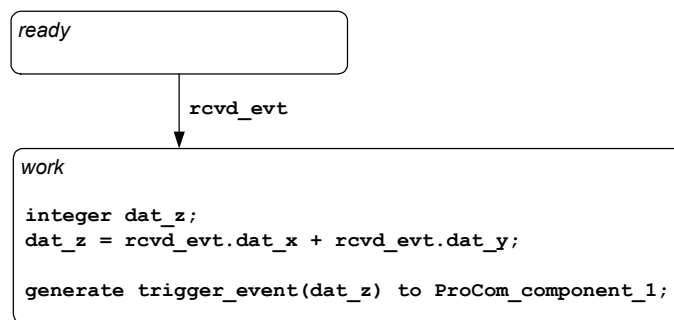 ready
rcvd_evt
work
integer dat_z;
dat_z = rcvd_evt.dat_x + rcvd_evt.dat_y;
generate trigger_event(dat_z) to ProCom_component_1;